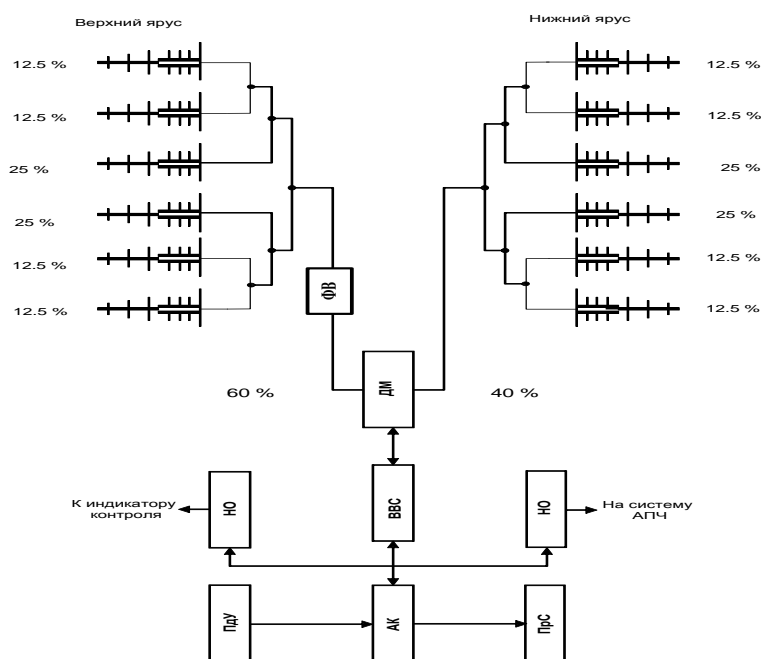 Верхний ярус
Нижний ярус
12.5 %
12.5 %
12.5 %
12.5 %
25 %
25 %
25 %
25 %
12.5 %
12.5 %
12.5 %
12.5 %
ФВ
60 %
ДМ
40 %
К индикатору
контроля
НО
ВВС
НО
На систему
АПЧ
ПдУ
АК
ПрС